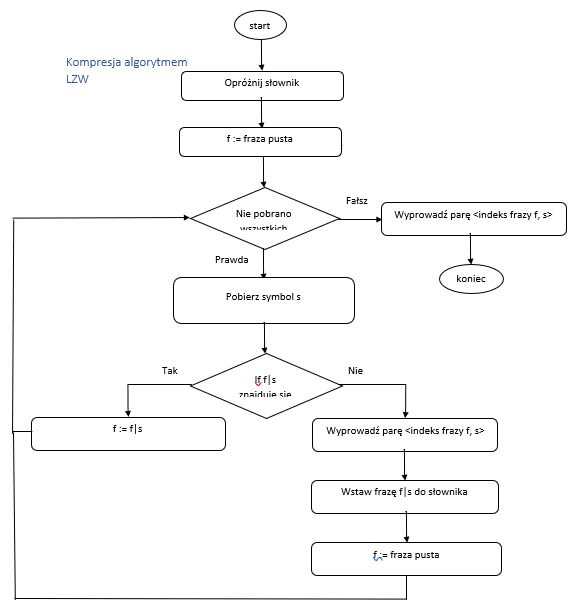 start
Kompresja algorytmem
LZW
Opróżnij słownik
f := fraza pusta
Nie pobrano
wszystkich
Fałsz
Wyprowadź parę <indeks frazy f, s>
koniec
Prawda
Pobierz symbol s
If f|s
znajduje się
Tak
Nie
f := f|s
Wyprowadź parę <indeks frazy f, s>
Wstaw frazę f|s do słownika
f := fraza pusta